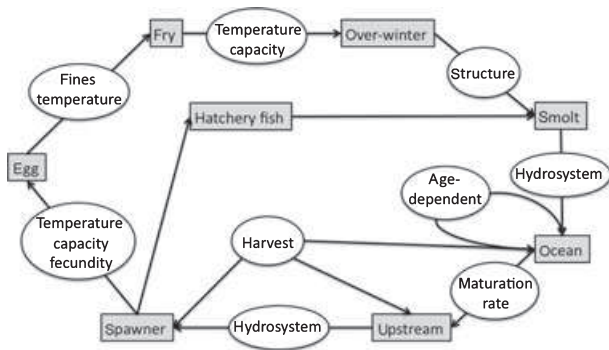 Fry
Temperature
capacity
Over-winter
Fines
temperature
Structure
Hatchery fish
Smolt
Egg
Age-
dependent
Hydrosystem
Temperature
capacity
fecundity
Harvest
Ocean
Maturation
rate
Spawner
Hydrosystem
Upstream